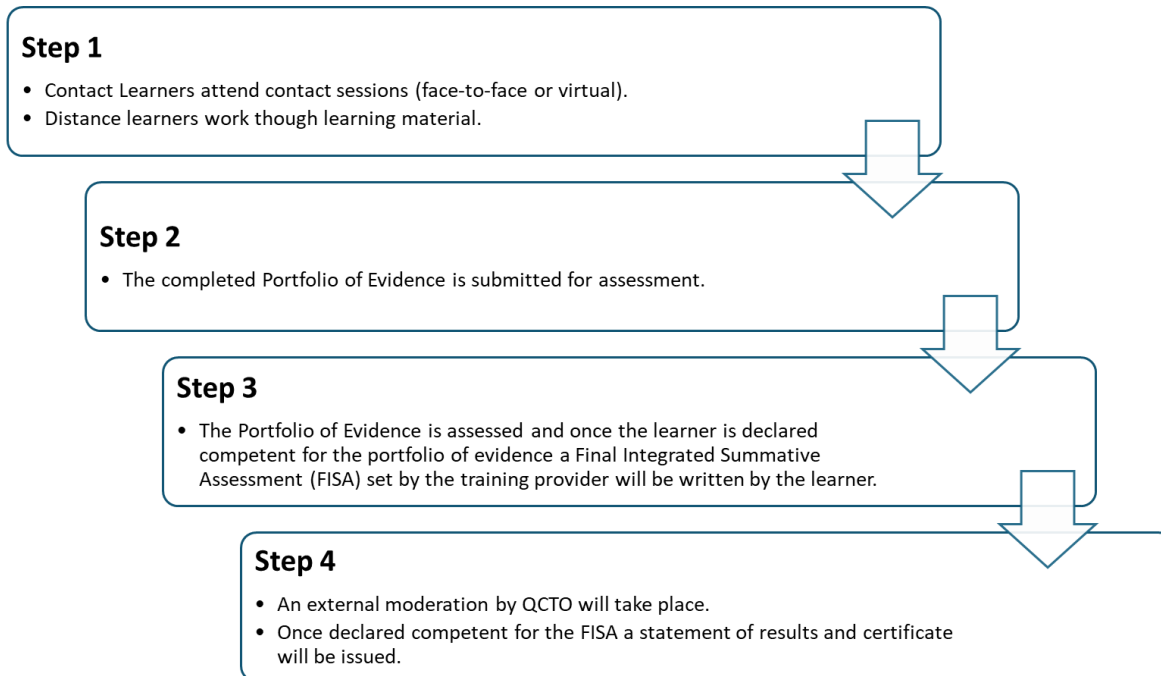 Step 1
• Contact Learners attend contact sessions (face-to-face or virtual).
• Distance learners work though learning material.
Step 2
• The completed Portfolio of Evidence is submitted for assessment.
Step 3
• The Portfolio of Evidence is assessed and once the learner is declared
competent for the portfolio of evidence a Final Integrated Summative
Assessment (FISA) set by the training provider will be written by the learner.
Step 4
• An external moderation by QCTO will take place.
• Once declared competent for the FISA a statement of results and certificate
will be issued.